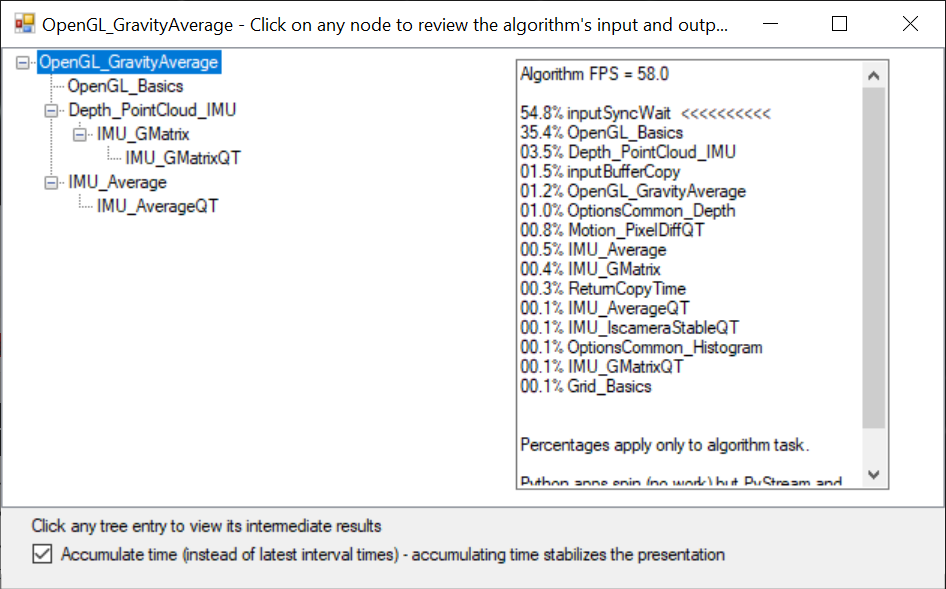 OpenGL_GravityAverage - Click on any node to review the algorithm's input and outp...
OpenGL_GravityAverage
OpenGL_Basics
Depth_PointCloud_IMU
IMU_GMatrix
IMU_GMatrixQT
IMU_Average
IMU_AverageQT
Algorithm FPS = 58.0
54.8% inputSyncWait <<<<<<<<<<
35.4% OpenGL_Basics
03.5% Depth_PointCloud_IMU
01.5% inputBufferCopy
01.2% OpenGL_GravityAverage
01.0% OptionsCommon_Depth
00.8% Motion_PixelDiffQT
00.5% IMU_Average
00.4% IMU_GMatrix
00.3% ReturnCopyTime
00.1% IMU_AverageQT
00.1% IMU_IscameraStableQT
00.1% OptionsCommon_Histogram
00.1% IMU_GMatrixQT
00.1% Grid_Basics
Percentages apply only to algorithm task.
Python apps spin (no work) but PyStream and
Click any tree entry to view its intermediate results
Accumulate time (instead of latest interval times) - accumulating time stabilizes the presentation